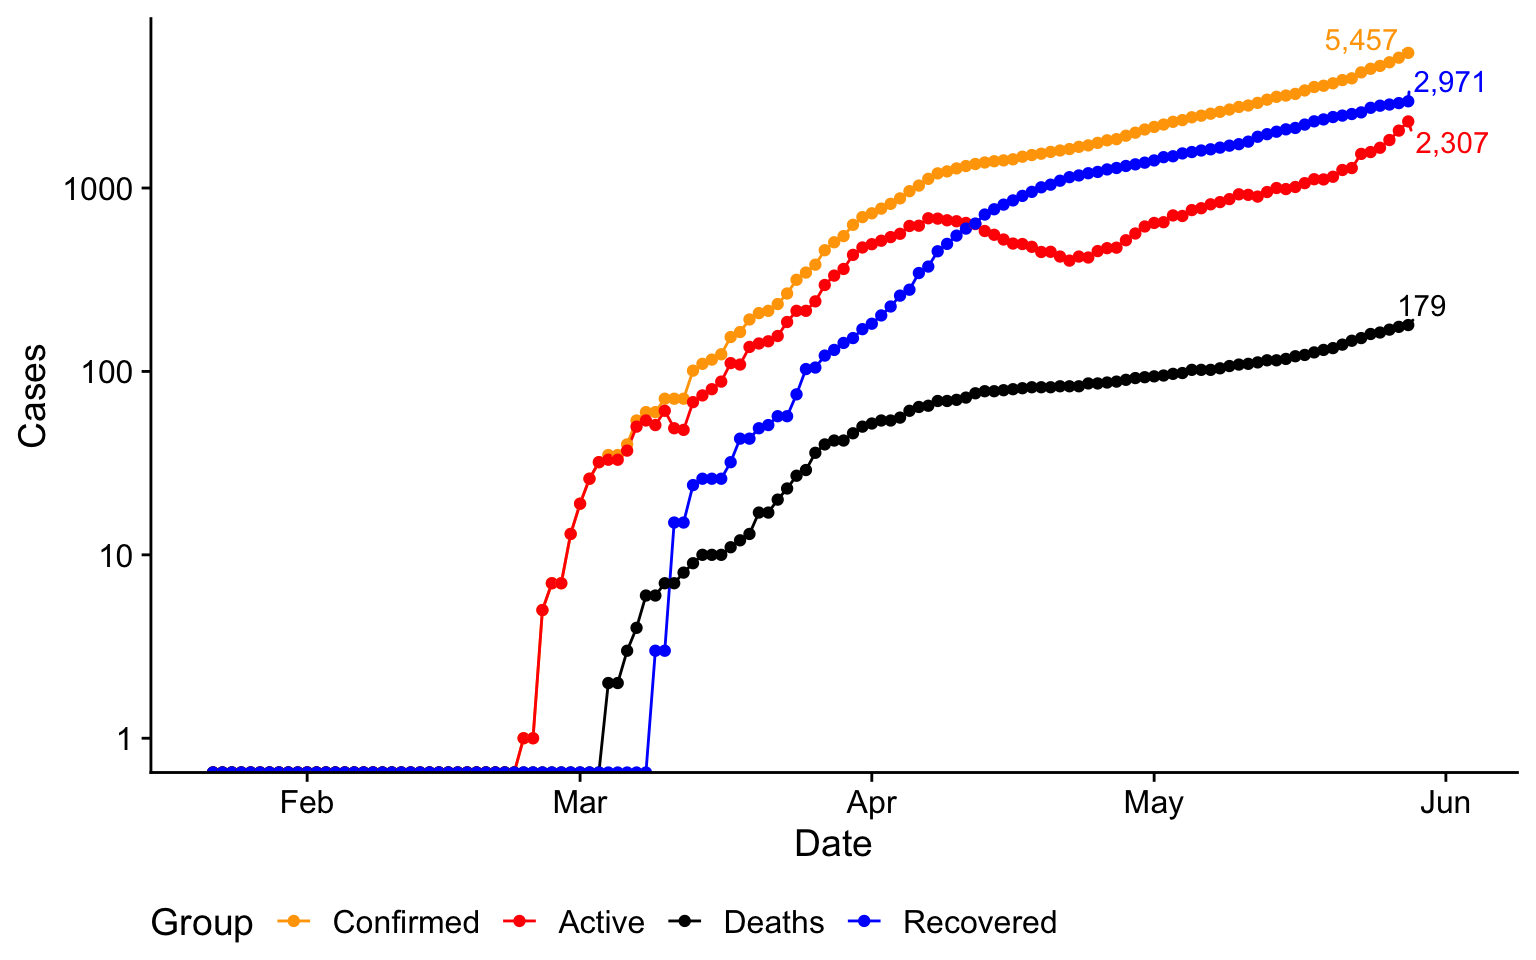 5,457
2,971
2,307
179
1000
100
10
1
Cases
Feb Mar Apr May Jun
Date
Group Confirmed Active Deaths Recovered